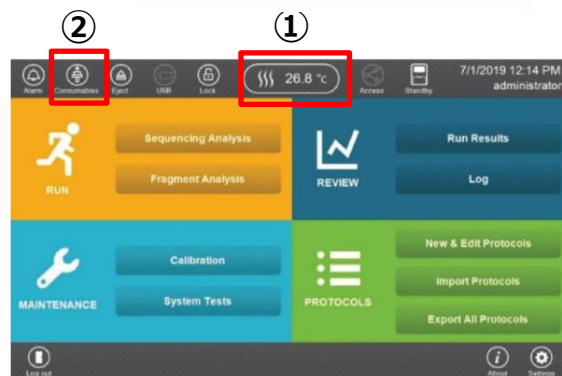 ② ①
Alarm Consumables Eject USB Lock 26.8 °c Access Standby 7/1/2019 12:14 PM
administrator
RUN
Sequencing Analysis
Fragment Analysis
REVIEW
Run Results
Log
MAINTENANCE
Calibration
System Tests
PROTOCOLS
New & Edit Protocols
Import Protocols
Export All Protocols
Log out About Settings